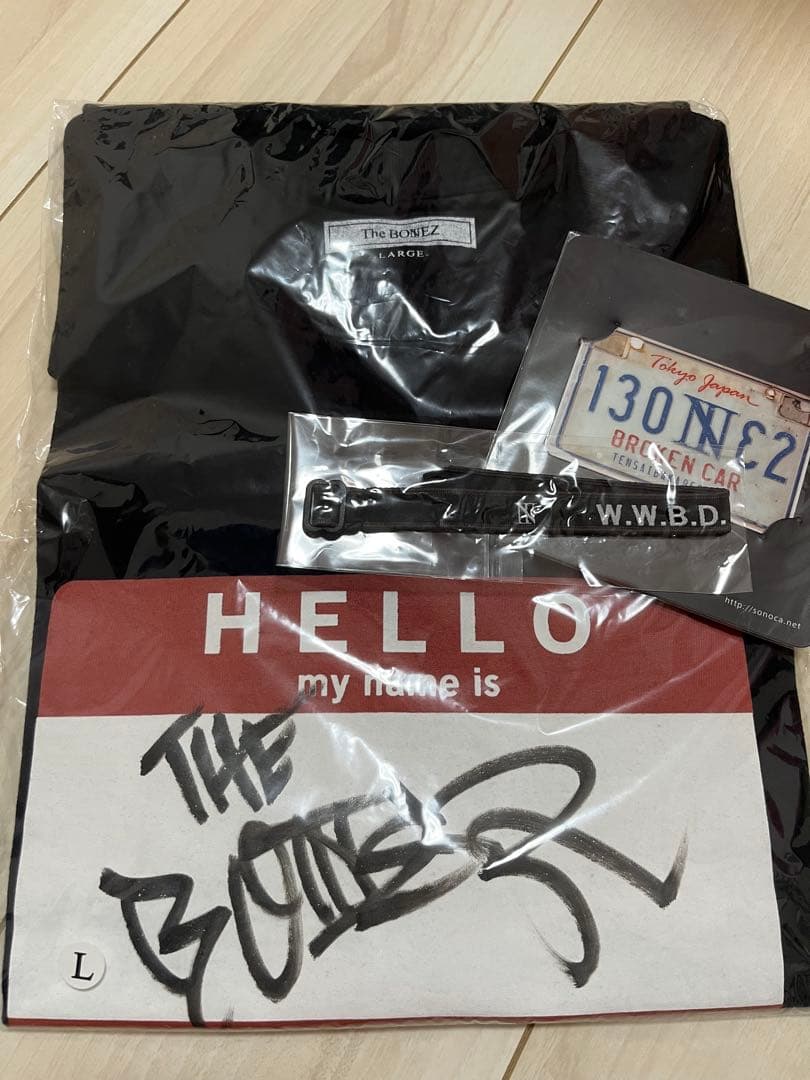 The BONEZ
LARGE
Tokyo Japan
130NE2
BROKEN CAR
W.W.B.D.
http://sonoca.net
HELLO
my name is
THE
BONEZ
L